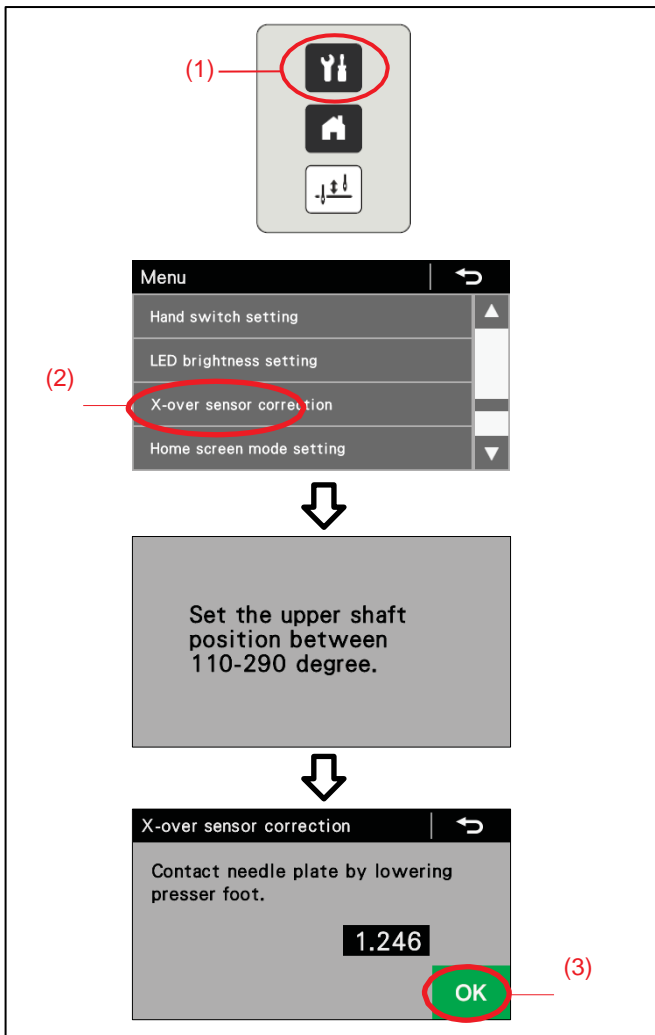 (1)
Menu
Hand switch setting
LED brightness setting
(2)
X-over sensor correction
Home screen mode setting
Set the upper shaft
position between
110-290 degree.
X-over sensor correction
Contact needle plate by lowering
presser foot.
1.246
(3)
OK